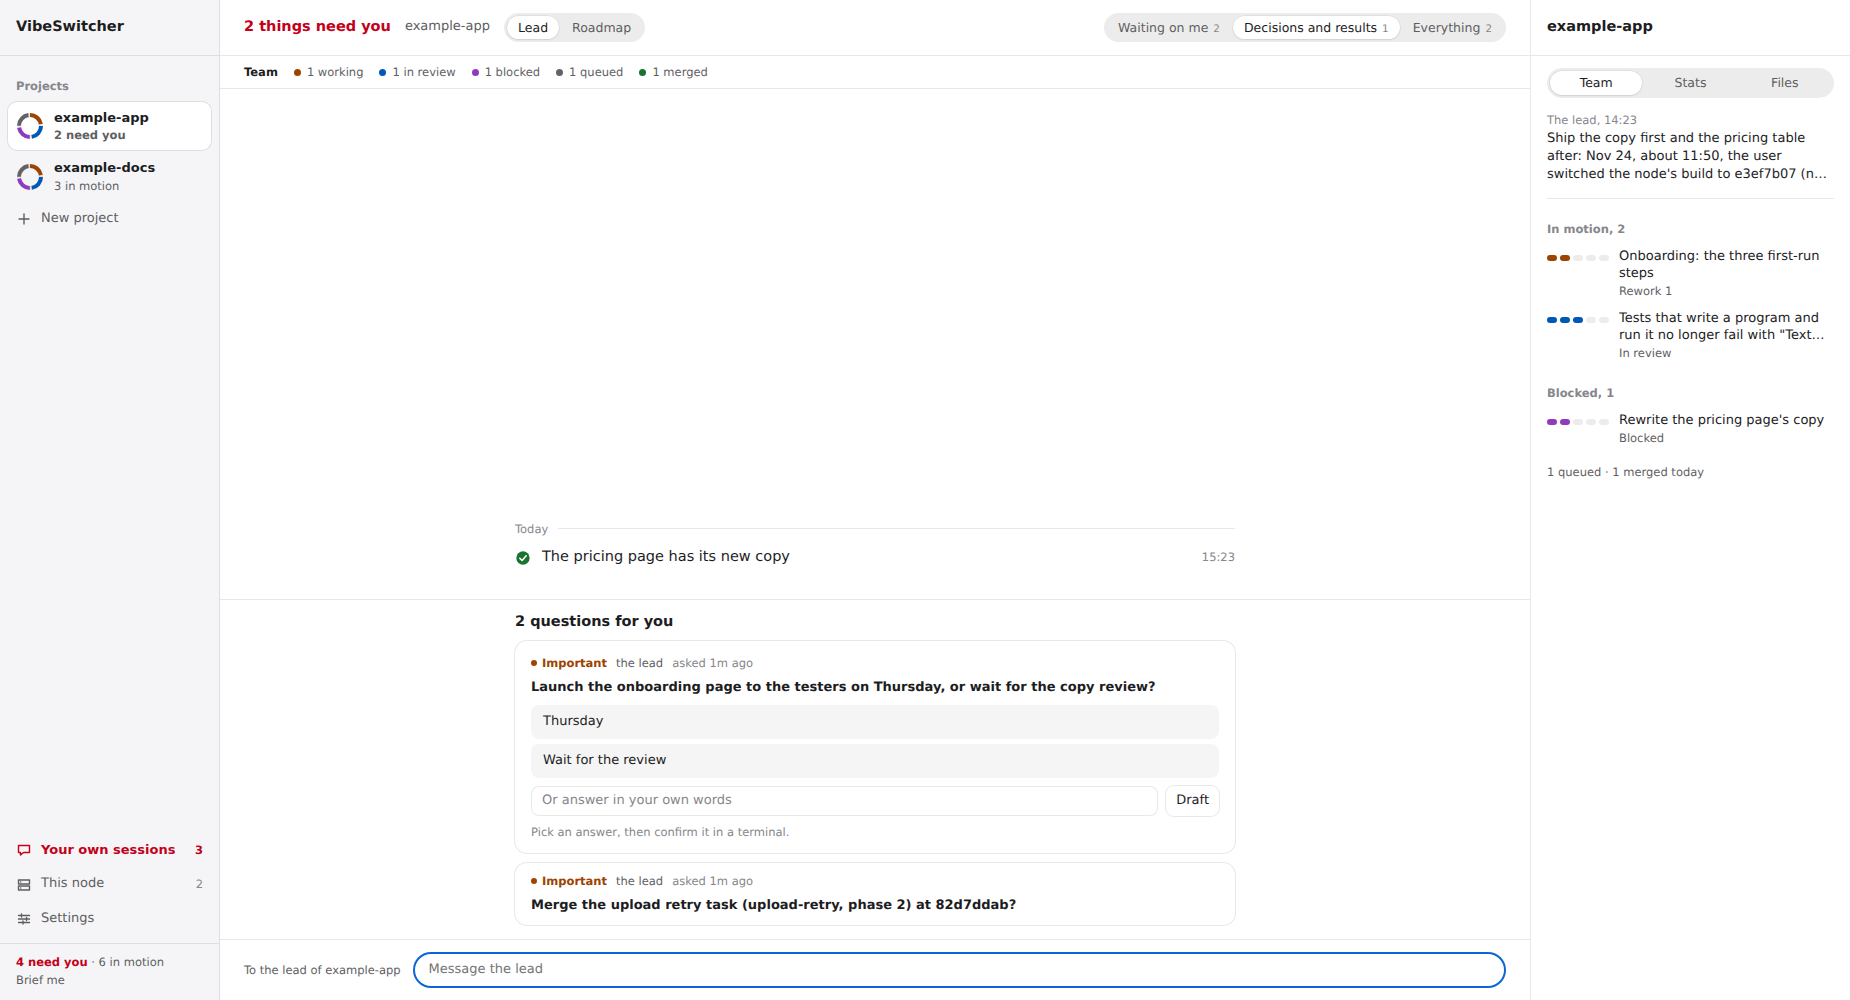 VibeSwitcher
Projects
example-app
2 need you
example-docs
3 in motion
New project
Your own sessions 3
This node 2
Settings
4 need you · 6 in motion
Brief me
2 things need you example-app Lead Roadmap
Waiting on me 2 Decisions and results 1 Everything 2
Team 1 working 1 in review 1 blocked 1 queued 1 merged
Today
The pricing page has its new copy 15:23
2 questions for you
Important the lead asked 1m ago
Launch the onboarding page to the testers on Thursday, or wait for the copy review?
Thursday
Wait for the review
Or answer in your own words Draft
Pick an answer, then confirm it in a terminal.
Important the lead asked 1m ago
Merge the upload retry task (upload-retry, phase 2) at 82d7ddab?
To the lead of example-app Message the lead
example-app
Team Stats Files
The lead, 14:23
Ship the copy first and the pricing table
after: Nov 24, about 11:50, the user
switched the node's build to e3ef7b07 (n…
In motion, 2
Onboarding: the three first-run
steps
Rework 1
Tests that write a program and
run it no longer fail with "Text…
In review
Blocked, 1
Rewrite the pricing page's copy
Blocked
1 queued · 1 merged today